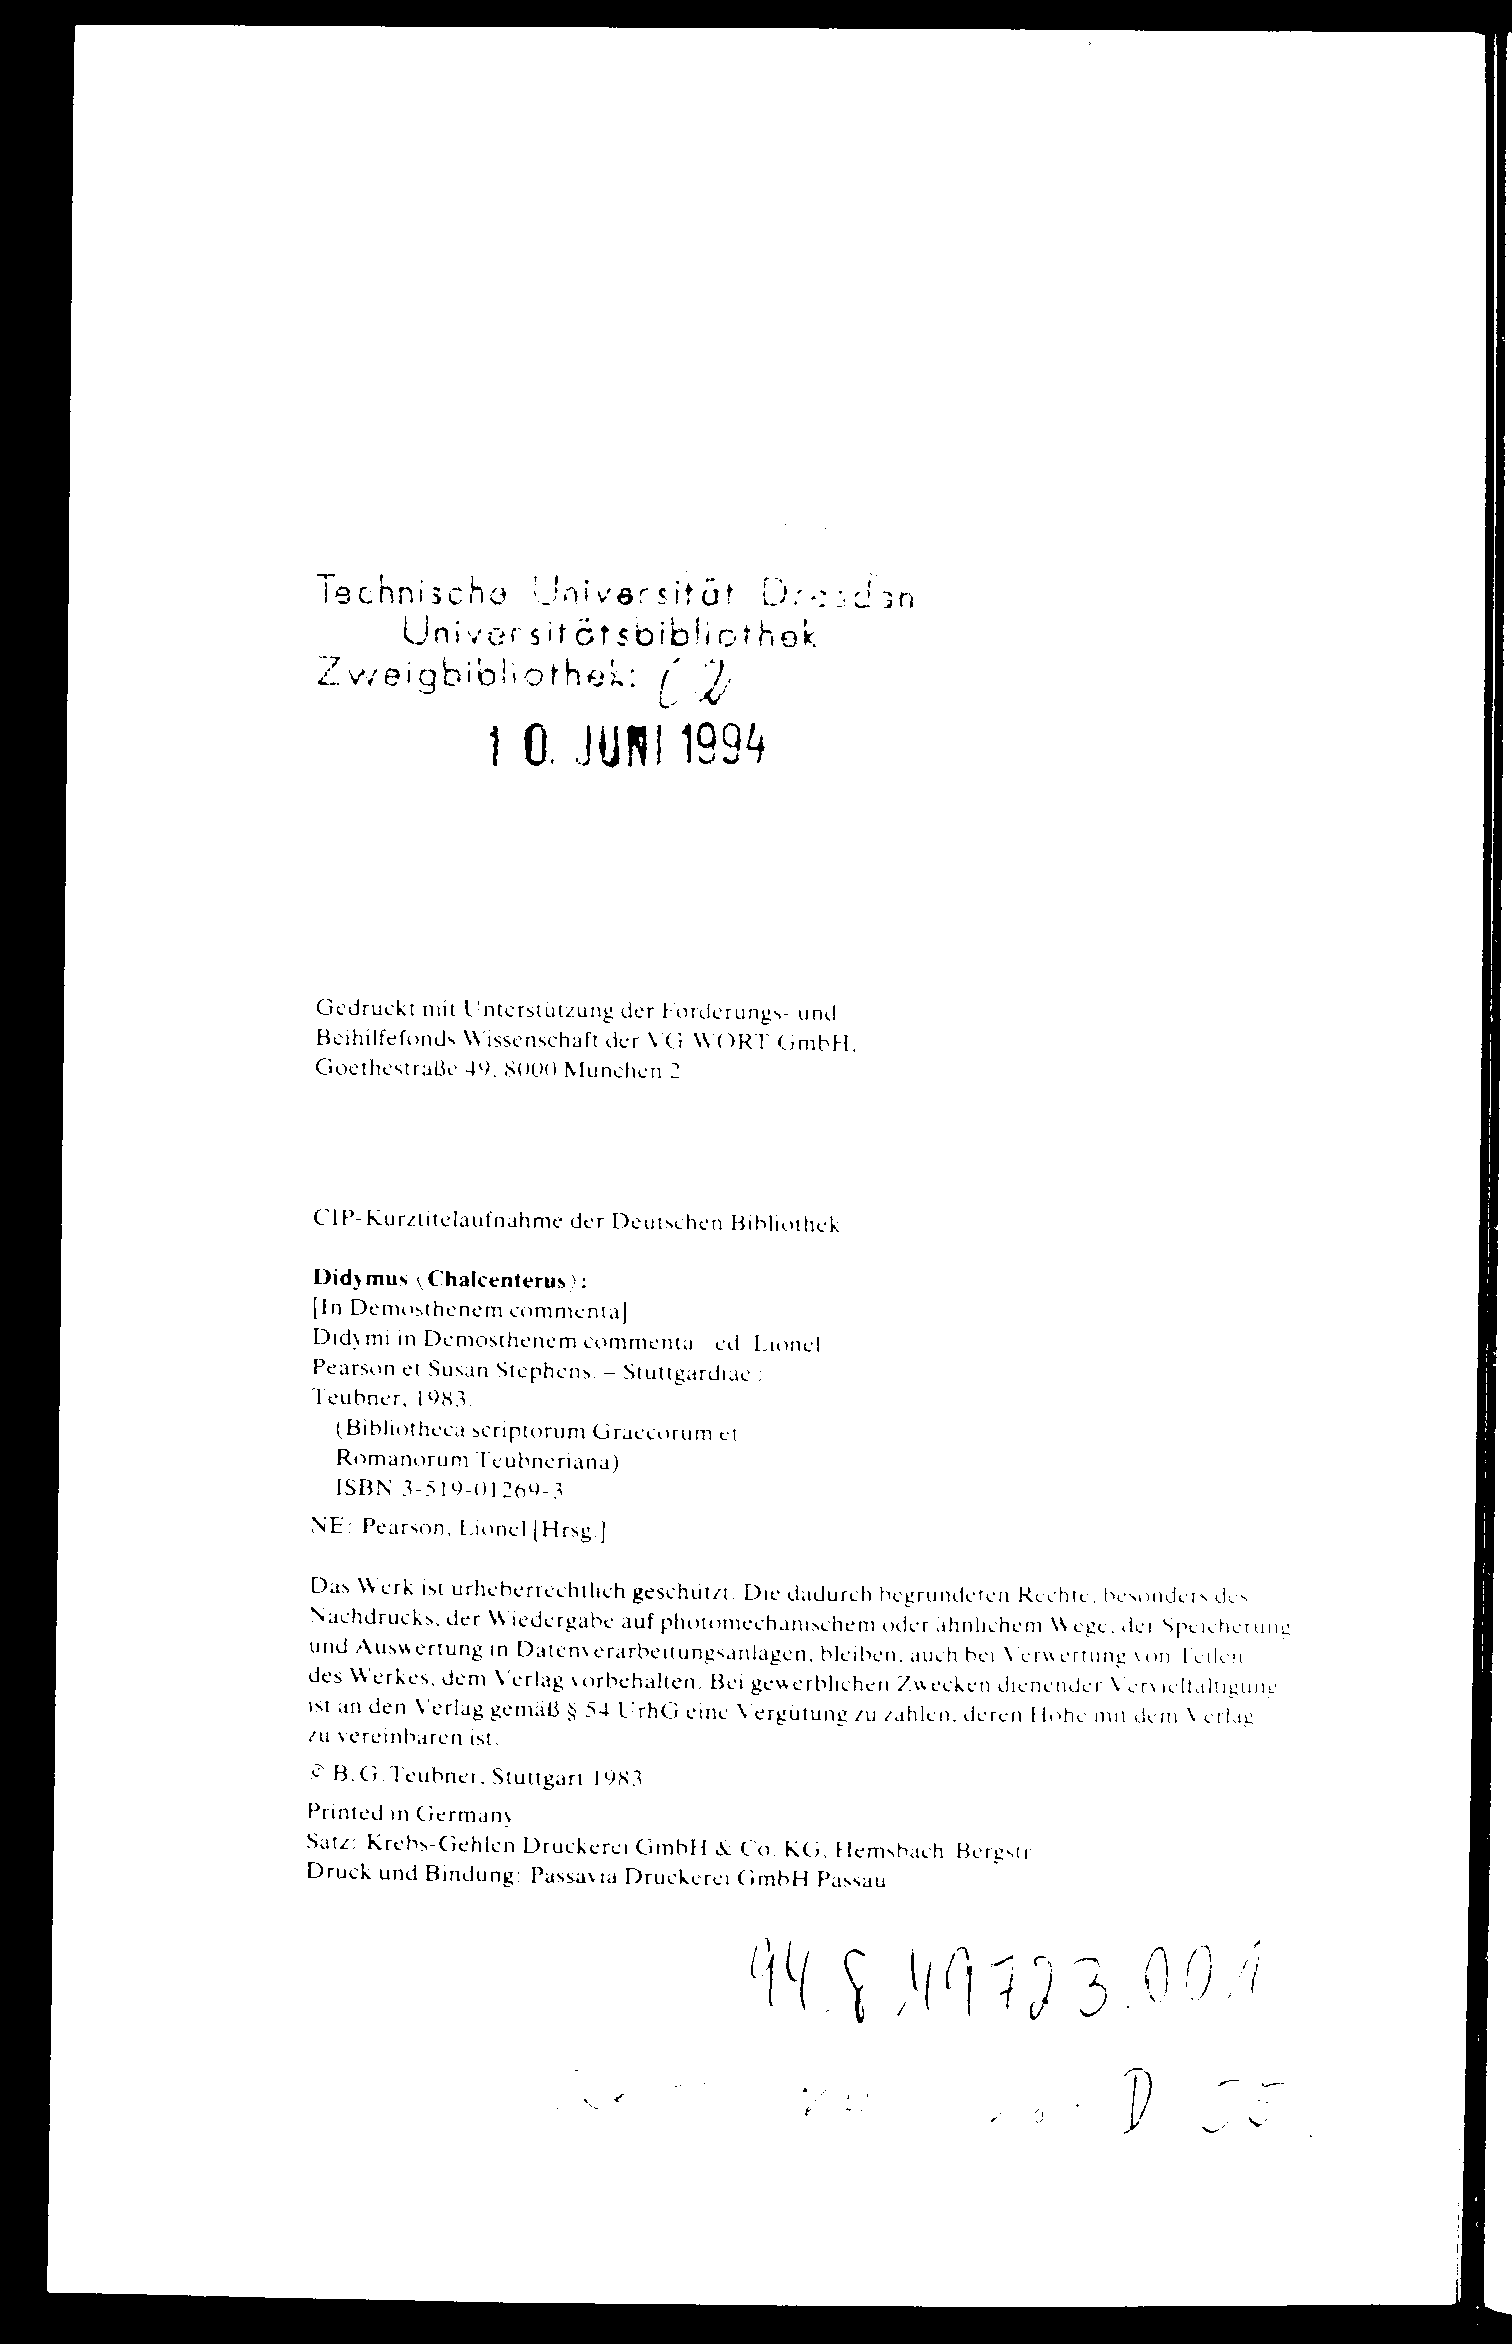 Technische Universität Dresden
Universitätsbibliothek
Zweigbibliothek:
10. JUNI 1994
Gedruckt mit Unterstützung der Förderungs- und
Beihilfefonds Wissenschaft der VG WORT GmbH,
Goethestraße 49, 8000 München 2
CIP-Kurztitelaufnahme der Deutschen Bibliothek
Didymus ⟨Chalcenterus⟩:
[In Demosthenem commenta]
Didymi in Demosthenem commenta ed. Lionel
Pearson et Susan Stephens. – Stuttgardiae :
Teubner, 1983.
(Bibliotheca scriptorum Graecorum et
Romanorum Teubneriana)
ISBN 3-519-01269-3
NE: Pearson, Lionel [Hrsg.]
Das Werk ist urheberrechtlich geschützt. Die dadurch begründeten Rechte, besonders des
Nachdrucks, der Wiedergabe auf photomechanischem oder ähnlichem Wege, der Speicherung
und Auswertung in Datenverarbeitungsanlagen, bleiben, auch bei Verwertung von Teilen
des Werkes, dem Verlag vorbehalten. Bei gewerblichen Zwecken dienender Vervielfältigung
ist an den Verlag gemäß § 54 UrhG eine Vergütung zu zahlen, deren Höhe mit dem Verlag
zu vereinbaren ist.
© B. G. Teubner, Stuttgart 1983
Printed in Germany
Satz: Krebs-Gehlen Druckerei GmbH & Co. KG, Hemsbach Bergstr
Druck und Bindung: Passavia Druckerei GmbH Passau
94.8.49723.00.1